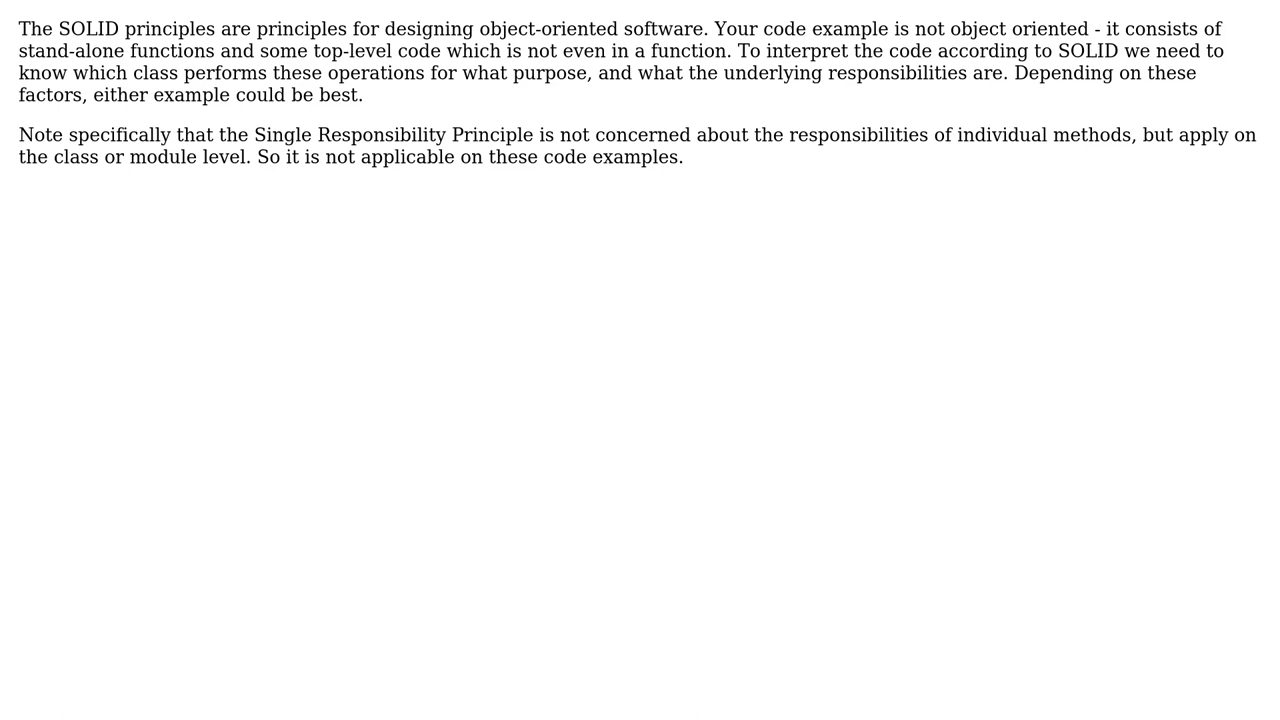 The SOLID principles are principles for designing object-oriented software. Your code example is not object oriented - it consists of
stand-alone functions and some top-level code which is not even in a function. To interpret the code according to SOLID we need to
know which class performs these operations for what purpose, and what the underlying responsibilities are. Depending on these
factors, either example could be best.
Note specifically that the Single Responsibility Principle is not concerned about the responsibilities of individual methods, but apply on
the class or module level. So it is not applicable on these code examples.